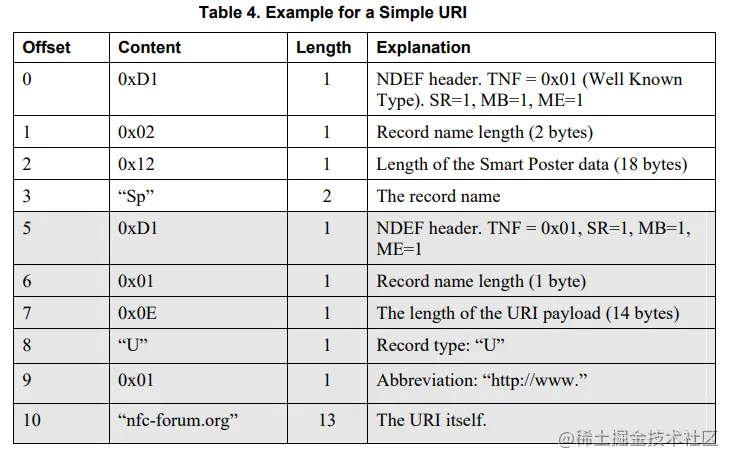 Table 4. Example for a Simple URI
Offset Content Length Explanation
0 0xD1 1 NDEF header. TNF = 0x01 (Well Known
Type). SR=1, MB=1, ME=1
1 0x02 1 Record name length (2 bytes)
2 0x12 1 Length of the Smart Poster data (18 bytes)
3 “Sp” 2 The record name
5 0xD1 1 NDEF header. TNF = 0x01, SR=1, MB=1,
ME=1
6 0x01 1 Record name length (1 byte)
7 0x0E 1 The length of the URI payload (14 bytes)
8 “U” 1 Record type: “U”
9 0x01 1 Abbreviation: “http://www.”
10 “nfc-forum.org” 13 The URI itself.
@稀土掘金技术社区